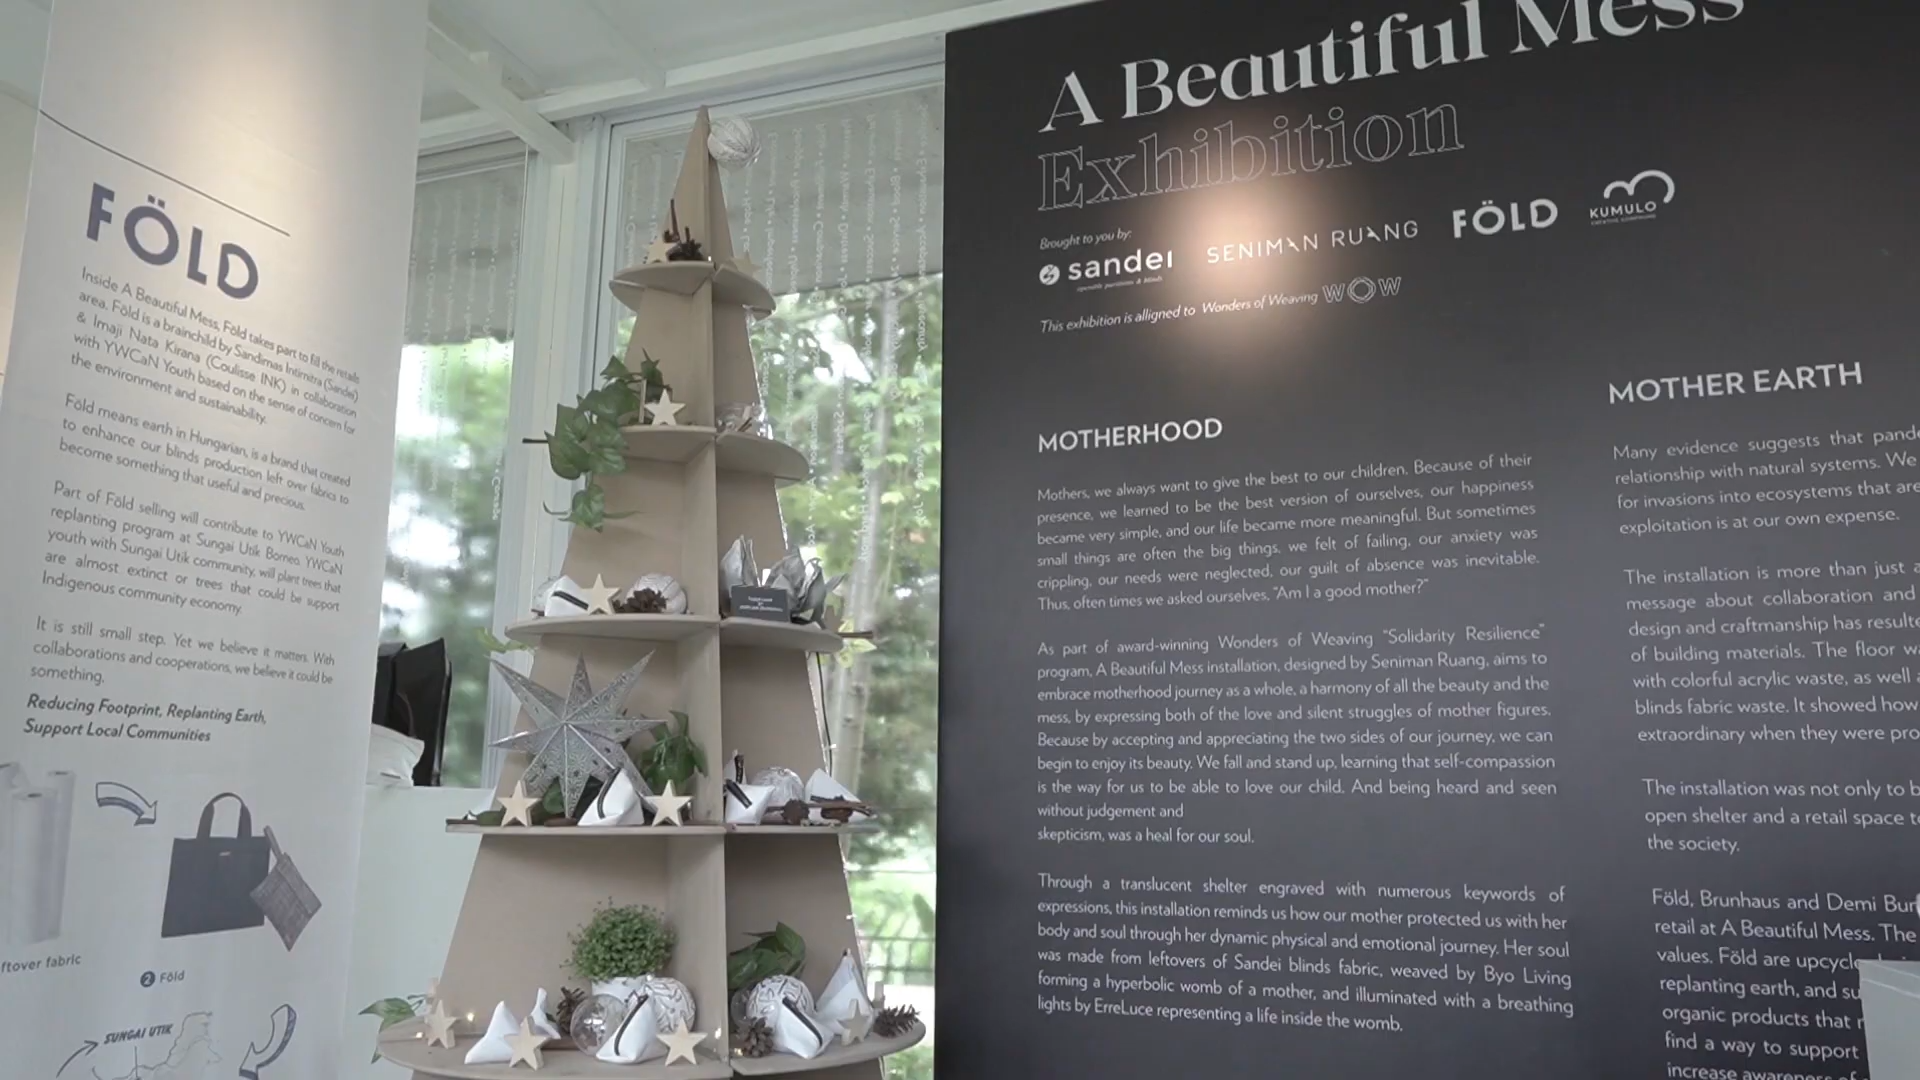 FÖLD
Inside A Beautiful Mess, Föld takes part to fill the retails
area. Föld is a brainchild by Sandimas Intimitra (Sandei)
& Imaji Nata Kirana (Coulisse INK) in collaboration
with YWCaN Youth based on the sense of concern for
the environment and sustainability.
Föld means earth in Hungarian, is a brand that created
to enhance our blinds production left over fabrics to
become something that useful and precious.
Part of Föld selling will contribute to YWCaN Youth
replanting program at Sungai Utik Borneo. YWCaN
youth with Sungai Utik community, will plant trees that
are almost extinct or trees that could be support
Indigenous community economy.
It is still small step. Yet we believe it matters. With
collaborations and cooperations, we believe it could be
something.
Reducing Footprint, Replanting Earth,
Support Local Communities
ftover fabric
2 Föld
SUNGAI UTIK
A Beautiful Mess
Exhibition
Brought to you by:
sandei
SENIMAN RUANG
FÖLD
KUMULO
This exhibition is alligned to Wonders of Weaving WOW
MOTHERHOOD
Mothers, we always want to give the best to our children. Because of their
presence, we learned to be the best version of ourselves, our happiness
became very simple, and our life became more meaningful. But sometimes
small things are often the big things, we felt of failing, our anxiety was
crippling, our needs were neglected, our guilt of absence was inevitable.
Thus, often times we asked ourselves, "Am I a good mother?"
As part of award-winning Wonders of Weaving "Solidarity Resilience"
program, A Beautiful Mess installation, designed by Seniman Ruang, aims to
embrace motherhood journey as a whole, a harmony of all the beauty and the
mess, by expressing both of the love and silent struggles of mother figures.
Because by accepting and appreciating the two sides of our journey, we can
begin to enjoy its beauty. We fall and stand up, learning that self-compassion
is the way for us to be able to love our child. And being heard and seen
without judgement and
skepticism, was a heal for our soul.
Through a translucent shelter engraved with numerous keywords of
expressions, this installation reminds us how our mother protected us with her
body and soul through her dynamic physical and emotional journey. Her soul
was made from leftovers of Sandei blinds fabric, weaved by Byo Living
forming a hyperbolic womb of a mother, and illuminated with a breathing
lights by ErreLuce representing a life inside the womb.
MOTHER EARTH
Many evidence suggests that pand
relationship with natural systems. We
for invasions into ecosystems that are
exploitation is at our own expense.
The installation is more than just a
message about collaboration and
design and craftmanship has resulte
of building materials. The floor wa
with colorful acrylic waste, as well a
blinds fabric waste. It showed how
extraordinary when they were pro
The installation was not only to b
open shelter and a retail space to
the society.
Föld, Brunhaus and Demi Bur
retail at A Beautiful Mess. The
values. Föld are upcycle
replanting earth, and su
organic products that
find a way to support
increase awareness of